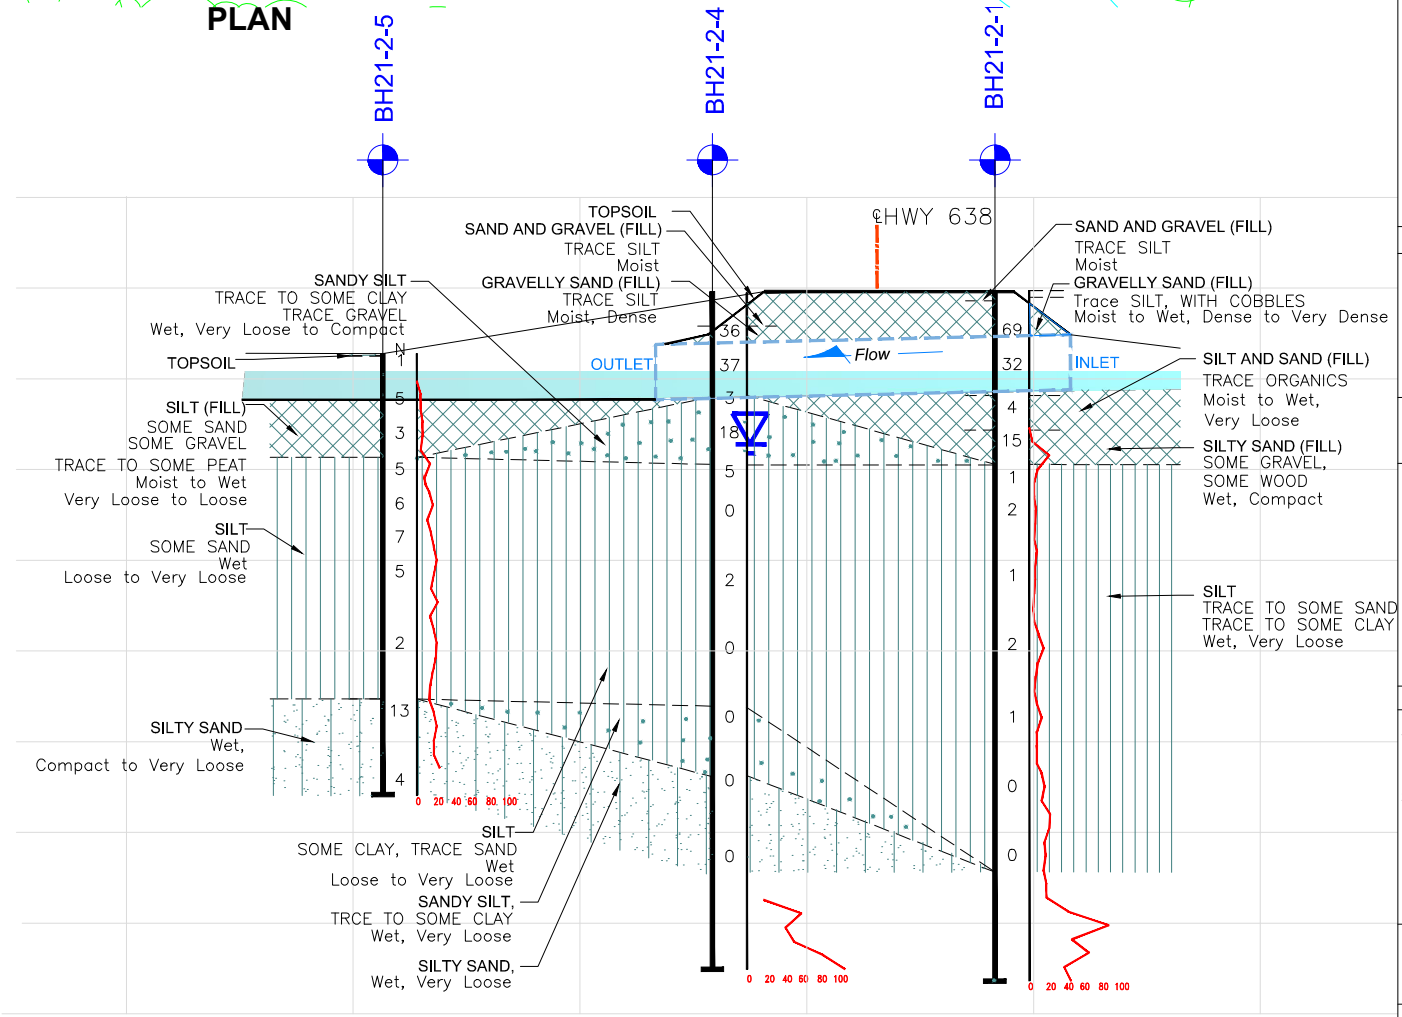 PLAN
BH21-2-5
BH21-2-4
BH21-2-1
℄HWY 638
TOPSOIL
SAND AND GRAVEL (FILL)
TRACE SILT
Moist
GRAVELLY SAND (FILL)
TRACE SILT
Moist, Dense
SAND AND GRAVEL (FILL)
TRACE SILT
Moist
GRAVELLY SAND (FILL)
Trace SILT, WITH COBBLES
Moist to Wet, Dense to Very Dense
SANDY SILT
TRACE TO SOME CLAY
TRACE GRAVEL
Wet, Very Loose to Compact
TOPSOIL
OUTLET
Flow
INLET
SILT AND SAND (FILL)
TRACE ORGANICS
Moist to Wet,
Very Loose
SILT (FILL)
SOME SAND
SOME GRAVEL
TRACE TO SOME PEAT
Moist to Wet
Very Loose to Loose
SILTY SAND (FILL)
SOME GRAVEL,
SOME WOOD
Wet, Compact
SILT
SOME SAND
Wet
Loose to Very Loose
SILT
TRACE TO SOME SAND
TRACE TO SOME CLAY
Wet, Very Loose
SILTY SAND
Wet,
Compact to Very Loose
N
1
5
3
5
6
7
5
2
13
4
0 20 40 60 80 100
36
37
3
18
5
0
2
0
0
0
0
0 20 40 60 80 100
69
32
4
15
1
2
1
2
1
0
0
0 20 40 60 80 100
SILT
SOME CLAY, TRACE SAND
Wet
Loose to Very Loose
SANDY SILT,
TRCE TO SOME CLAY
Wet, Very Loose
SILTY SAND,
Wet, Very Loose